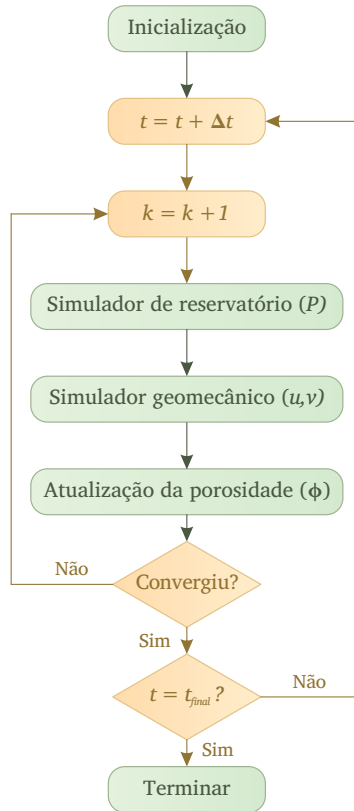 Inicialização
t = t + Δt
k = k + 1
Simulador de reservatório (P)
Simulador geomecânico (u,v)
Atualização da porosidade (ϕ)
Convergiu?
Não
Sim
t = t_final ?
Não
Sim
Terminar